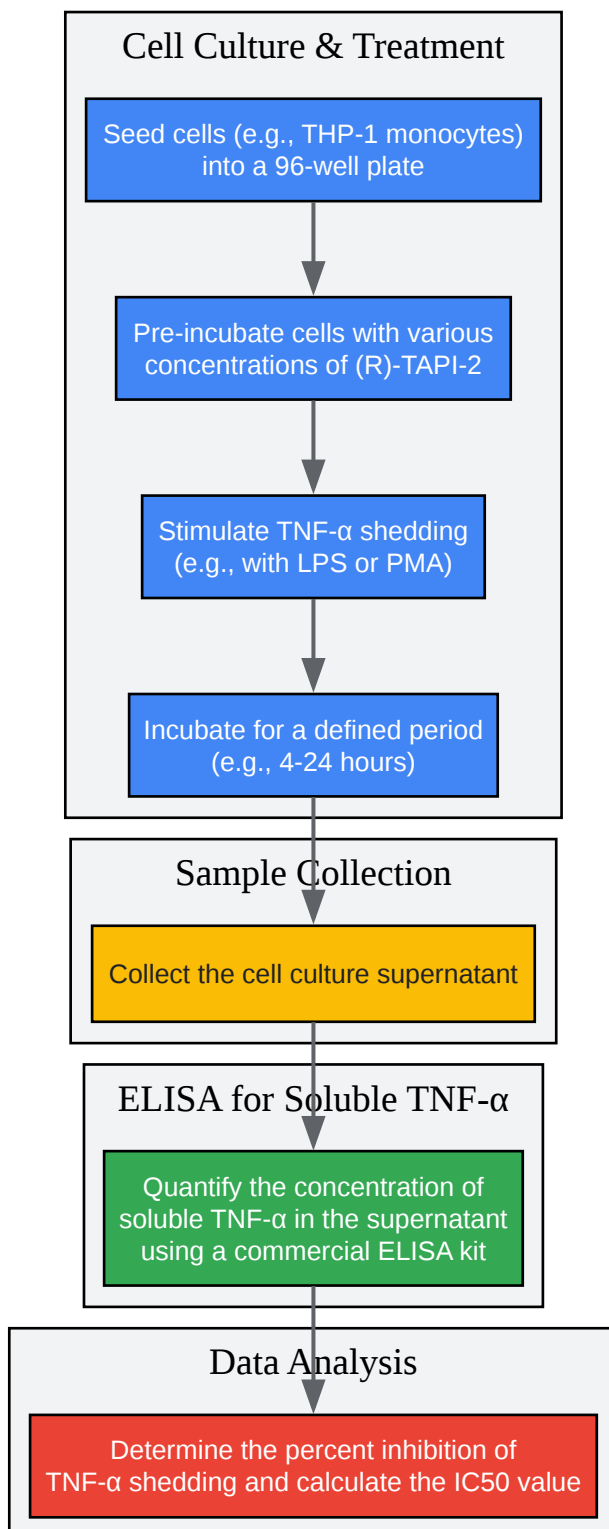 Cell Culture & Treatment
Seed cells (e.g., THP-1 monocytes)
into a 96-well plate
Pre-incubate cells with various
concentrations of (R)-TAPI-2
Stimulate TNF-α shedding
(e.g., with LPS or PMA)
Incubate for a defined period
(e.g., 4-24 hours)
Sample Collection
Collect the cell culture supernatant
ELISA for Soluble TNF-α
Quantify the concentration of
soluble TNF-α in the supernatant
using a commercial ELISA kit
Data Analysis
Determine the percent inhibition of
TNF-α shedding and calculate the IC50 value